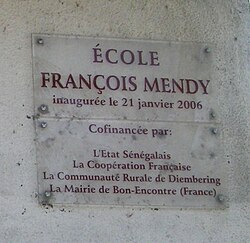 ÉCOLE
FRANÇOIS MENDY
inaugurée le 21 janvier 2006
Cofinancée par:
L'Etat Sénégalais
La Coopération Française
La Communauté Rurale de Diembering
La Mairie de Bon-Encontre (France)